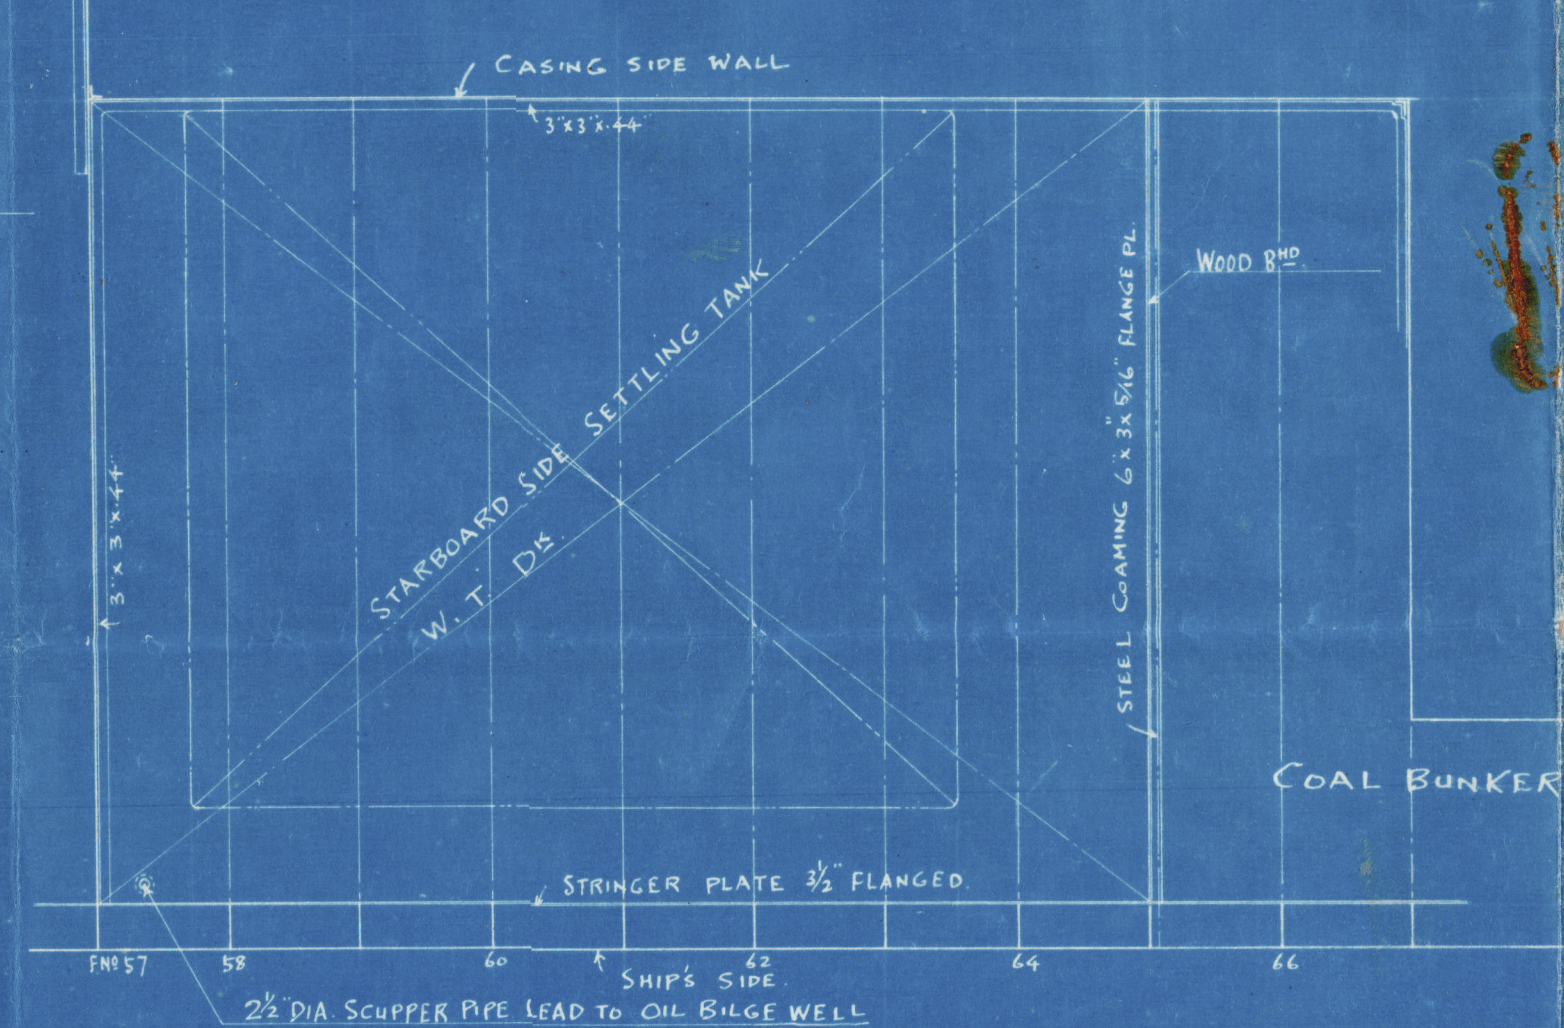 CASING SIDE WALL
3"x3"x.44"
WOOD BHD.
STEEL COAMING 6"x3"x5/16" FLANGE PL.
STARBOARD SIDE SETTLING TANK
W.T. DK.
3"x3"x.44"
COAL BUNKER
STRINGER PLATE 3½" FLANGED.
FNº57 58 60 62 64 66
SHIP'S SIDE.
2½"DIA. SCUPPER PIPE LEAD TO OIL BILGE WELL